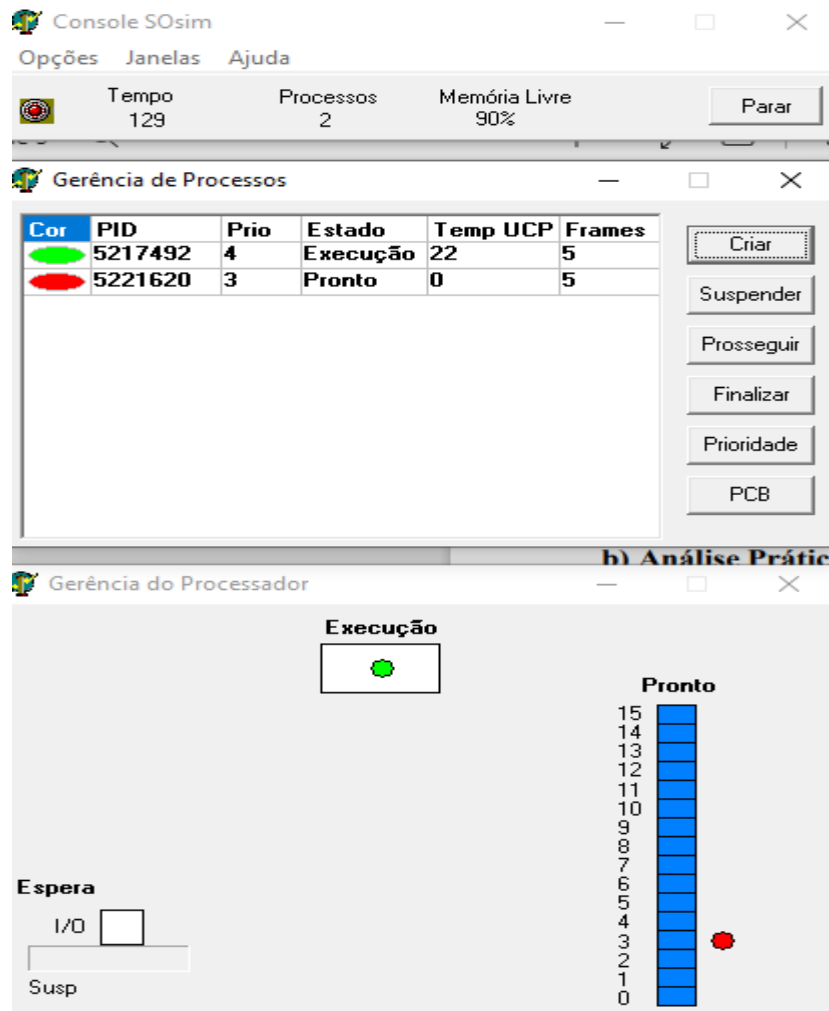 Console SOsim
Opções Janelas Ajuda
Tempo Processos Memória Livre
129 2 90% Parar
Gerência de Processos
Cor PID Prio Estado Temp UCP Frames
5217492 4 Execução 22 5
5221620 3 Pronto 0 5
Criar
Suspender
Prosseguir
Finalizar
Prioridade
PCB
b) Análise Prátic
Gerência do Processador
Execução
Pronto
15
14
13
12
11
10
9
8
7
6
5
4
3
2
1
0
Espera
I/O
Susp